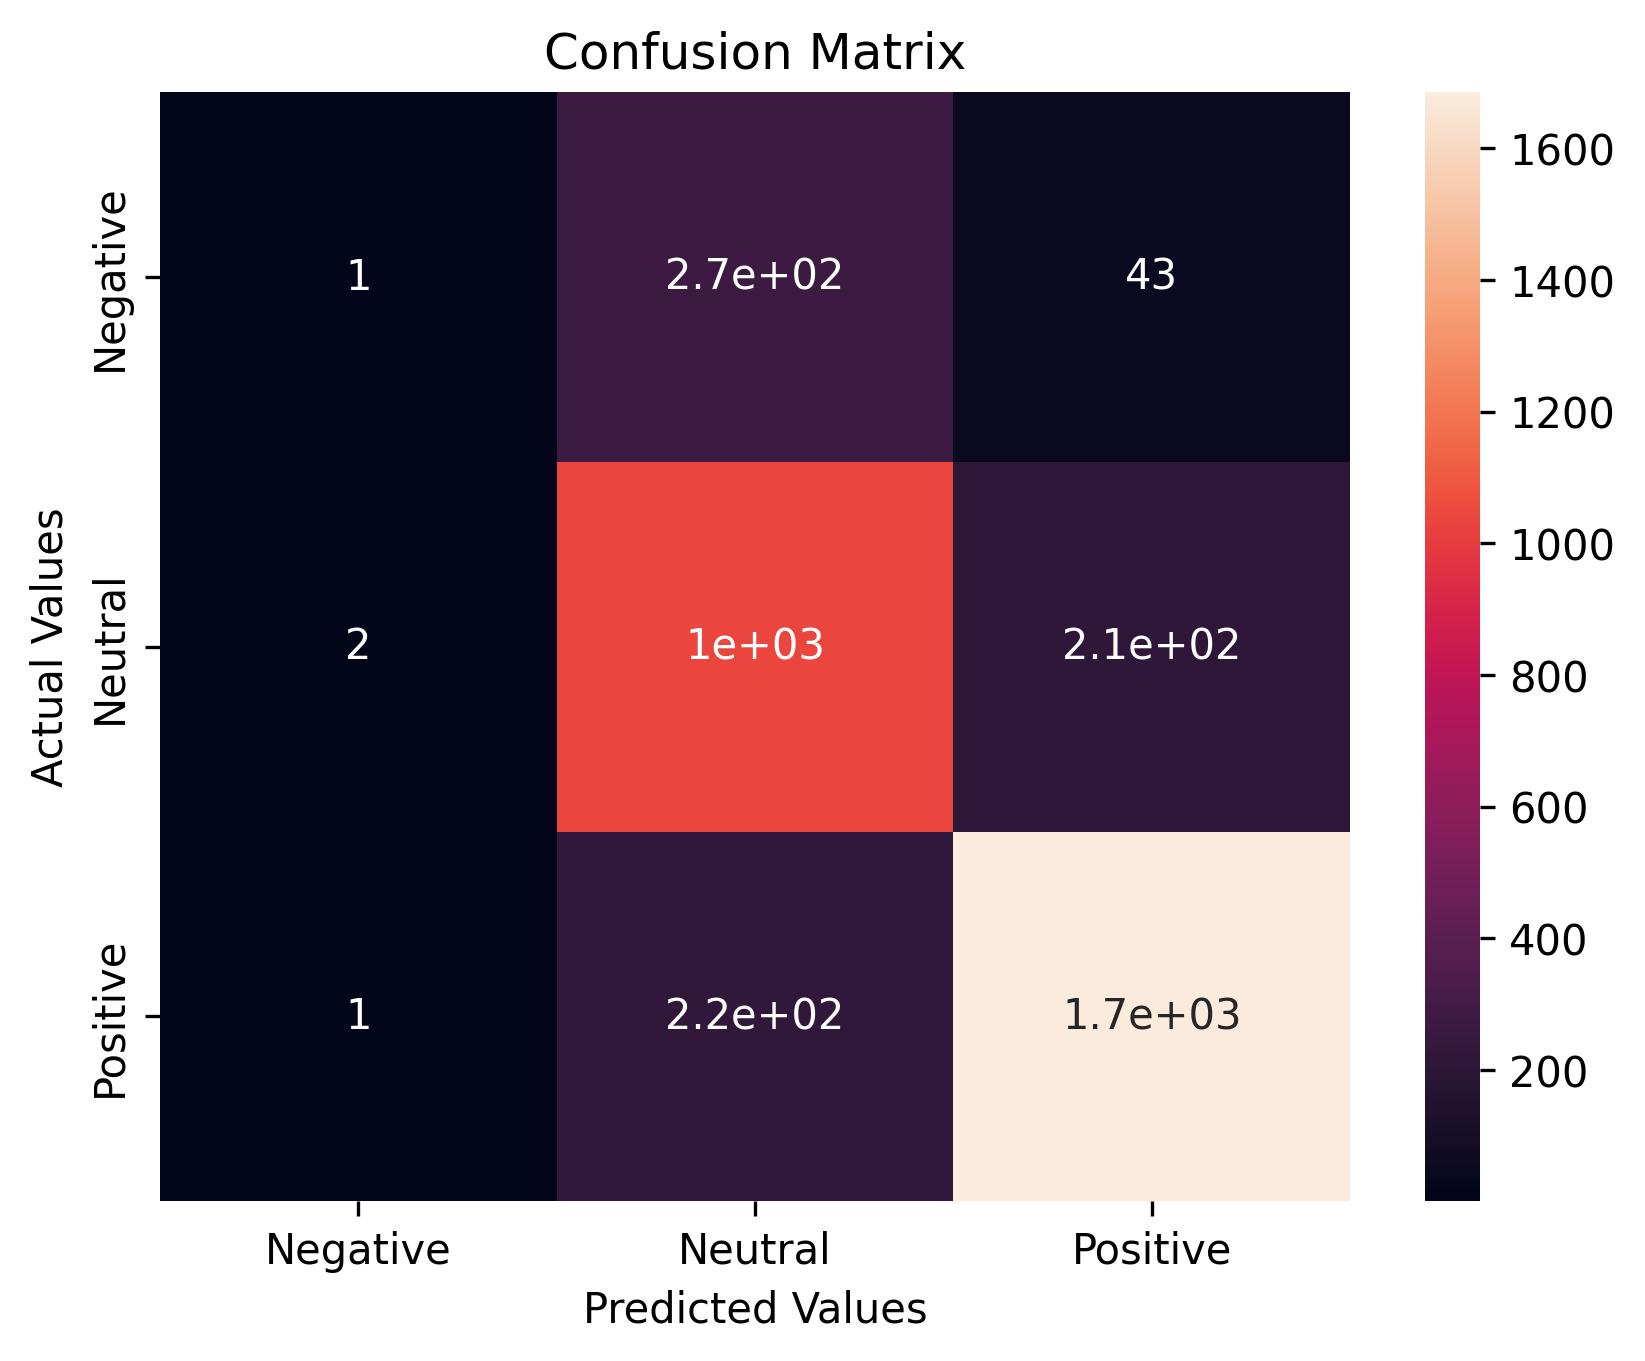 Confusion Matrix
Actual Values
Negative
1
2.7e+02
43
Neutral
2
1e+03
2.1e+02
Positive
1
2.2e+02
1.7e+03
Negative
Neutral
Positive
Predicted Values
1600
1400
1200
1000
800
600
400
200